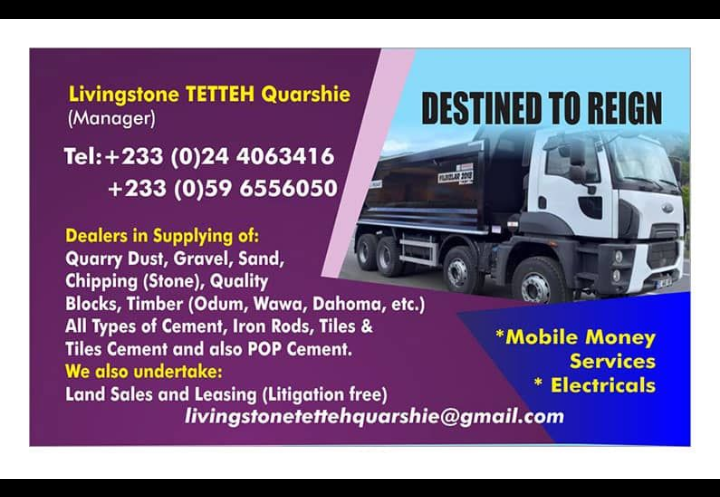 Livingstone TETTEH Quarshie
(Manager)
DESTINED TO REIGN
Tel:+233 (0)24 4063416
+233 (0)59 6556050
Dealers in Supplying of:
Quarry Dust, Gravel, Sand,
Chipping (Stone), Quality
Blocks, Timber (Odum, Wawa, Dahoma, etc.)
All Types of Cement, Iron Rods, Tiles &
Tiles Cement and also POP Cement.
We also undertake:
Land Sales and Leasing (Litigation free)
livingstonetettehquarshie@gmail.com
*Mobile Money
Services
* Electricals